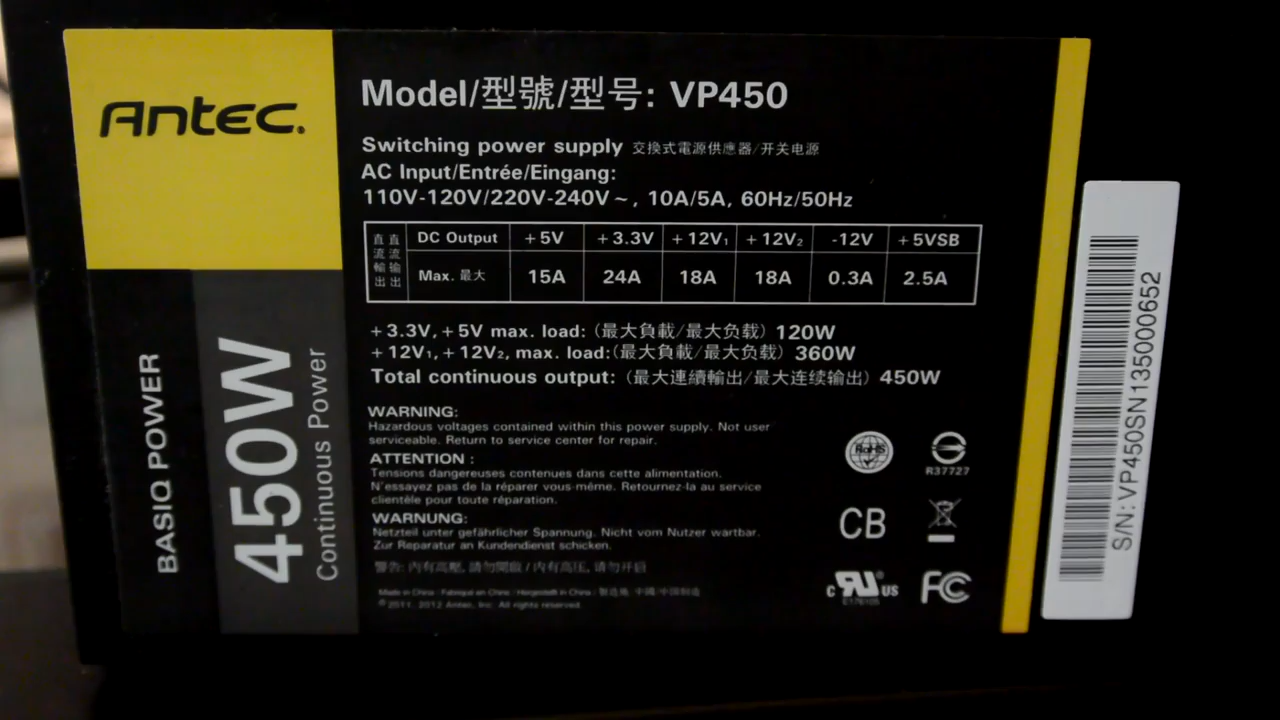 Antec.
BASIQ POWER
450W
Continuous Power
Model/型號/型号: VP450
Switching power supply 交換式電源供應器/开关电源
AC Input/Entrée/Eingang:
110V-120V/220V-240V~, 10A/5A, 60Hz/50Hz
直流輸出 直流输出
DC Output +5V +3.3V +12V₁ +12V₂ -12V +5VSB
Max. 最大 15A 24A 18A 18A 0.3A 2.5A
+3.3V, +5V max. load: (最大負載/最大负载) 120W
+12V₁, +12V₂, max. load:(最大負載/最大负载) 360W
Total continuous output: (最大連續輸出/最大连续输出) 450W
WARNING:
Hazardous voltages contained within this power supply. Not user
serviceable. Return to service center for repair.
ATTENTION :
Tensions dangereuses contenues dans cette alimentation.
N'essayez pas de la réparer vous-même. Retournez-la au service
clientèle pour toute réparation.
WARNUNG:
Netzteil unter gefährlicher Spannung. Nicht vom Nutzer wartbar.
Zur Reparatur an Kundendienst schicken.
警告: 內有高壓, 請勿開啟 / 内有高压, 请勿开启
Made in China / Fabriqué en Chine / Hergestellt in China / 製造地: 中國/中国制造
©2011, 2012 Antec, Inc. All rights reserved.
RoHS
R37727
CB
c RU ® US
FC
S/N: VP450SN135000652